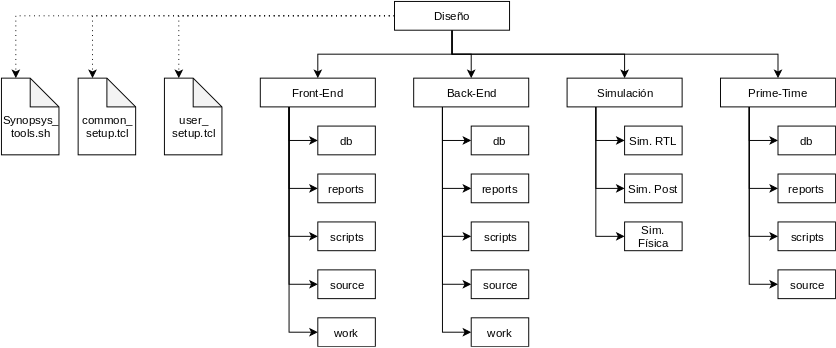 Diseño
Synopsys_
tools.sh
common_
setup.tcl
user_
setup.tcl
Front-End
db
reports
scripts
source
work
Back-End
db
reports
scripts
source
work
Simulación
Sim. RTL
Sim. Post
Sim.
Física
Prime-Time
db
reports
scripts
source